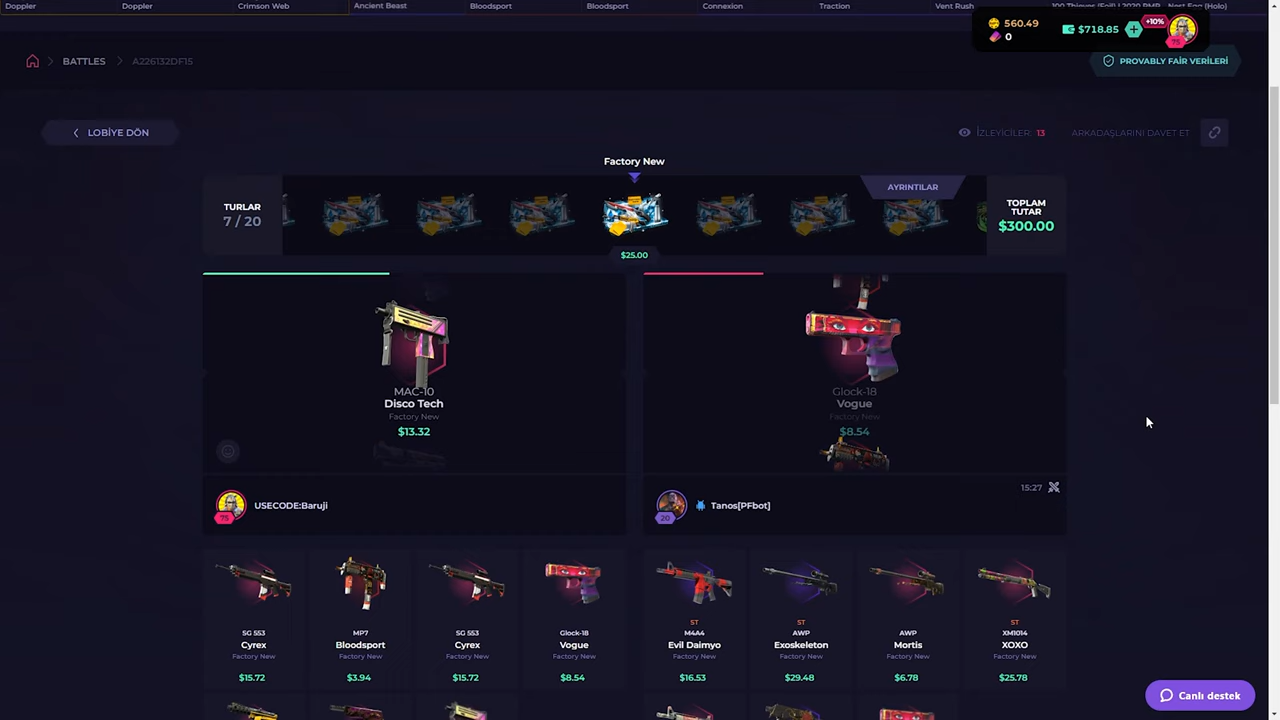 Doppler
Doppler
Crimson Web
Ancient Beast
Bloodsport
Bloodsport
Connexion
Traction
Vent Rush
560.49
0
$718.85
+10%
75
BATTLES
A226132DF15
PROVABLY FAIR VERİLERİ
LOBİYE DÖN
İZLEYİCİLER: 13
ARKADAŞLARINI DAVET ET
Factory New
TURLAR
7 / 20
AYRINTILAR
TOPLAM
TUTAR
$300.00
$25.00
MAC-10
Disco Tech
Factory New
$13.32
Glock-18
Vogue
Factory New
$8.54
75
USECODE:Baruji
20
Tanos[PFbot]
15:27
SG 553
Cyrex
Factory New
$15.72
MP7
Bloodsport
Factory New
$3.94
SG 553
Cyrex
Factory New
$15.72
Glock-18
Vogue
Factory New
$8.54
ST
M4A4
Evil Daimyo
Factory New
$16.53
ST
AWP
Exoskeleton
Factory New
$29.48
AWP
Mortis
Factory New
$6.78
ST
XM1014
XOXO
Factory New
$25.78
Canlı destek